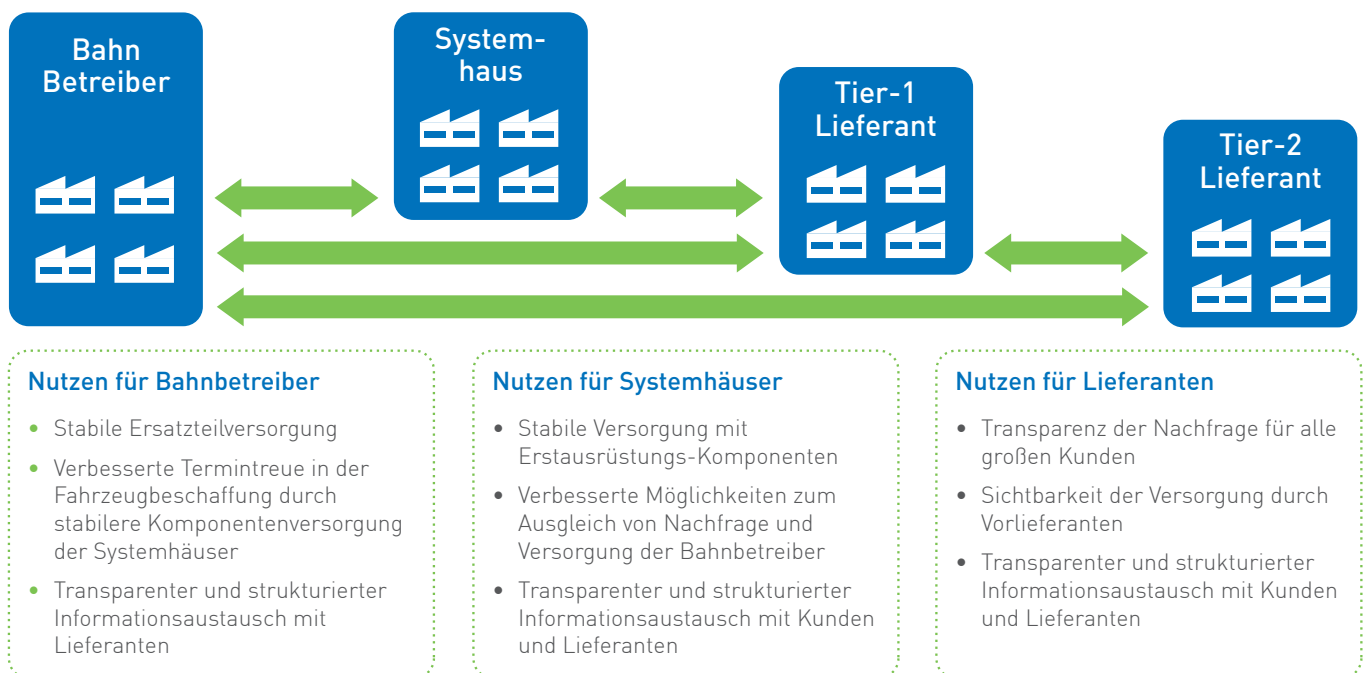 Bahn
Betreiber
System-
haus
Tier-1
Lieferant
Tier-2
Lieferant
Nutzen für Bahnbetreiber
• Stabile Ersatzteilversorgung
• Verbesserte Termintreue in der
Fahrzeugbeschaffung durch
stabilere Komponentenversorgung
der Systemhäuser
• Transparenter und strukturierter
Informationsaustausch mit
Lieferanten
Nutzen für Systemhäuser
• Stabile Versorgung mit
Erstausrüstungs-Komponenten
• Verbesserte Möglichkeiten zum
Ausgleich von Nachfrage und
Versorgung der Bahnbetreiber
• Transparenter und strukturierter
Informationsaustausch mit Kunden
und Lieferanten
Nutzen für Lieferanten
• Transparenz der Nachfrage für alle
großen Kunden
• Sichtbarkeit der Versorgung durch
Vorlieferanten
• Transparenter und strukturierter
Informationsaustausch mit Kunden
und Lieferanten